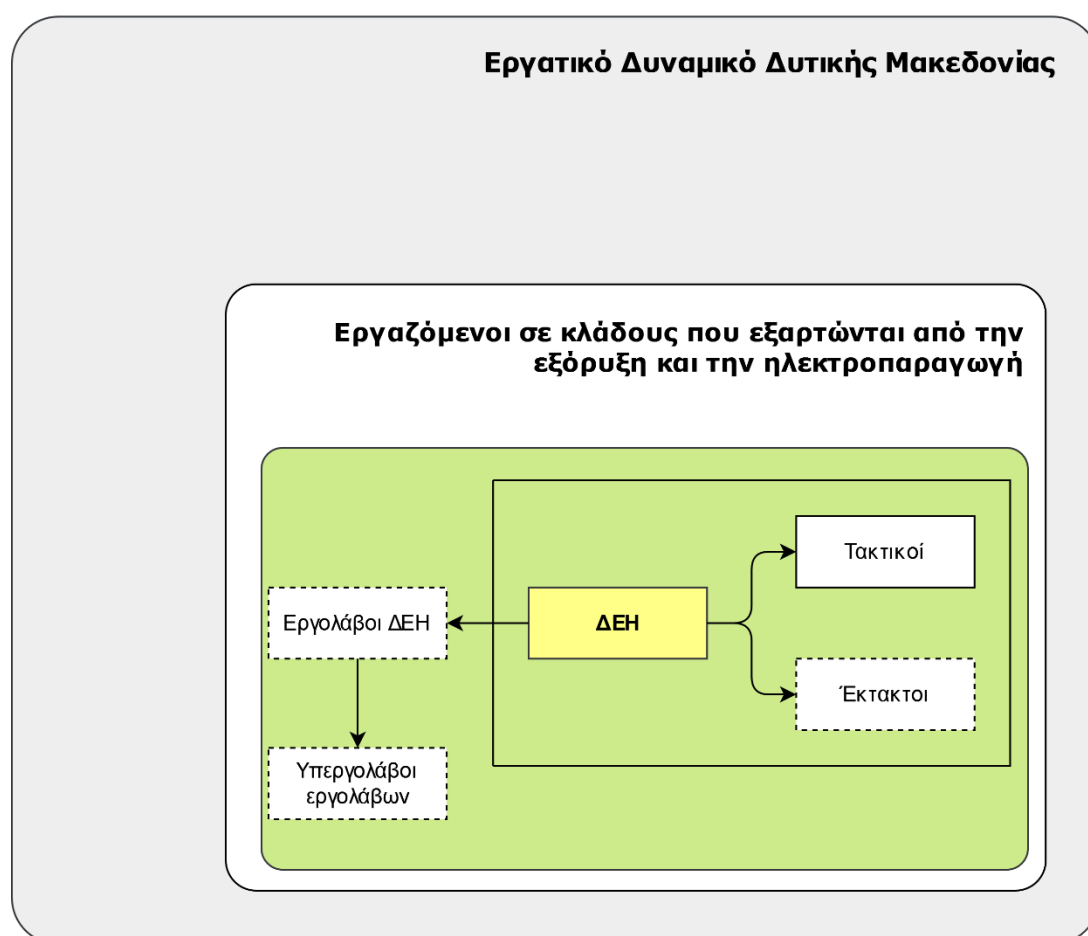 Εργατικό Δυναμικό Δυτικής Μακεδονίας
Εργαζόμενοι σε κλάδους που εξαρτώνται από την
εξόρυξη και την ηλεκτροπαραγωγή
Τακτικοί
Εργολάβοι ΔΕΗ
ΔΕΗ
Έκτακτοι
Υπεργολάβοι
εργολάβων